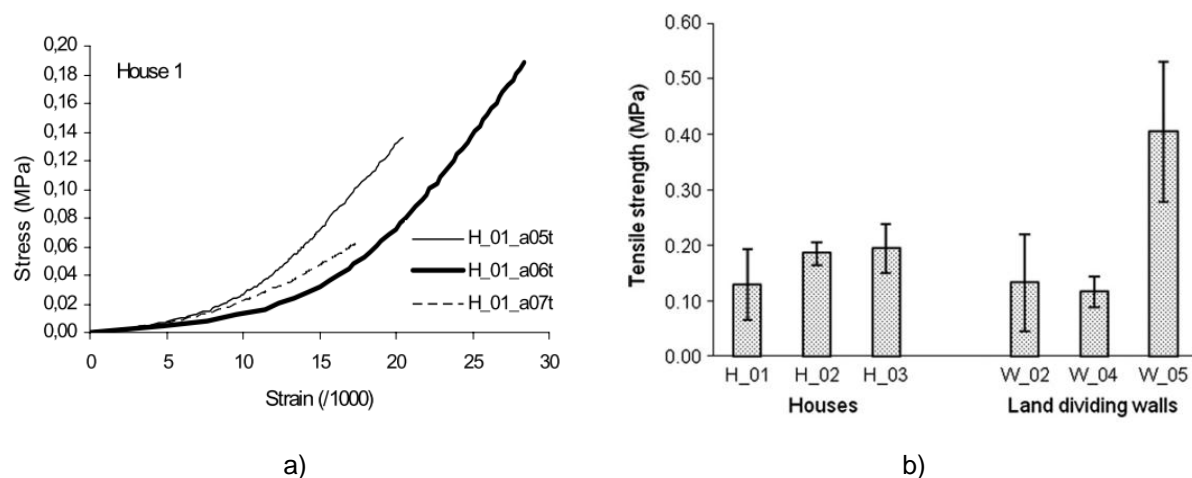 0,20
0,18
0,16
0,14
0,12
0,10
0,08
0,06
0,04
0,02
0,00
Stress (MPa)
House 1
H_01_a05t
H_01_a06t
H_01_a07t
0 5 10 15 20 25 30
Strain (/1000)
a)
0.60
0.50
0.40
0.30
0.20
0.10
0.00
Tensile strength (MPa)
H_01 H_02 H_03 W_02 W_04 W_05
Houses Land dividing walls
b)